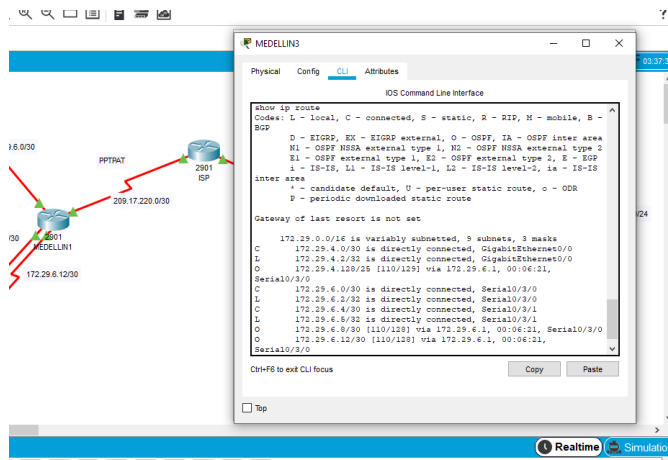 MEDELLIN3
Physical Config CLI Attributes
03:37:3
IOS Command Line Interface
show ip route
Codes: L - local, C - connected, S - static, R - RIP, M - mobile, B -
BGP
D - EIGRP, EX - EIGRP external, O - OSPF, IA - OSPF inter area
N1 - OSPF NSSA external type 1, N2 - OSPF NSSA external type 2
E1 - OSPF external type 1, E2 - OSPF external type 2, E - EGP
i - IS-IS, L1 - IS-IS level-1, L2 - IS-IS level-2, ia - IS-IS
inter area
* - candidate default, U - per-user static route, o - ODR
P - periodic downloaded static route
Gateway of last resort is not set
172.29.0.0/16 is variably subnetted, 9 subnets, 3 masks
C 172.29.4.0/30 is directly connected, GigabitEthernet0/0
L 172.29.4.2/32 is directly connected, GigabitEthernet0/0
O 172.29.4.128/25 [110/129] via 172.29.6.1, 00:06:21,
Serial0/3/0
C 172.29.6.0/30 is directly connected, Serial0/3/0
L 172.29.6.2/32 is directly connected, Serial0/3/0
C 172.29.6.4/30 is directly connected, Serial0/3/1
L 172.29.6.5/32 is directly connected, Serial0/3/1
O 172.29.6.8/30 [110/128] via 172.29.6.1, 00:06:21, Serial0/3/0
O 172.29.6.12/30 [110/128] via 172.29.6.1, 00:06:21,
Serial0/3/0
Ctrl+F6 to exit CLI focus
Copy Paste
Top
9.6.0/30
PPTPAT
2901
ISP
209.17.220.0/30
/30
2901
MEDELLIN1
172.29.6.12/30
/24
Realtime
Simulatio